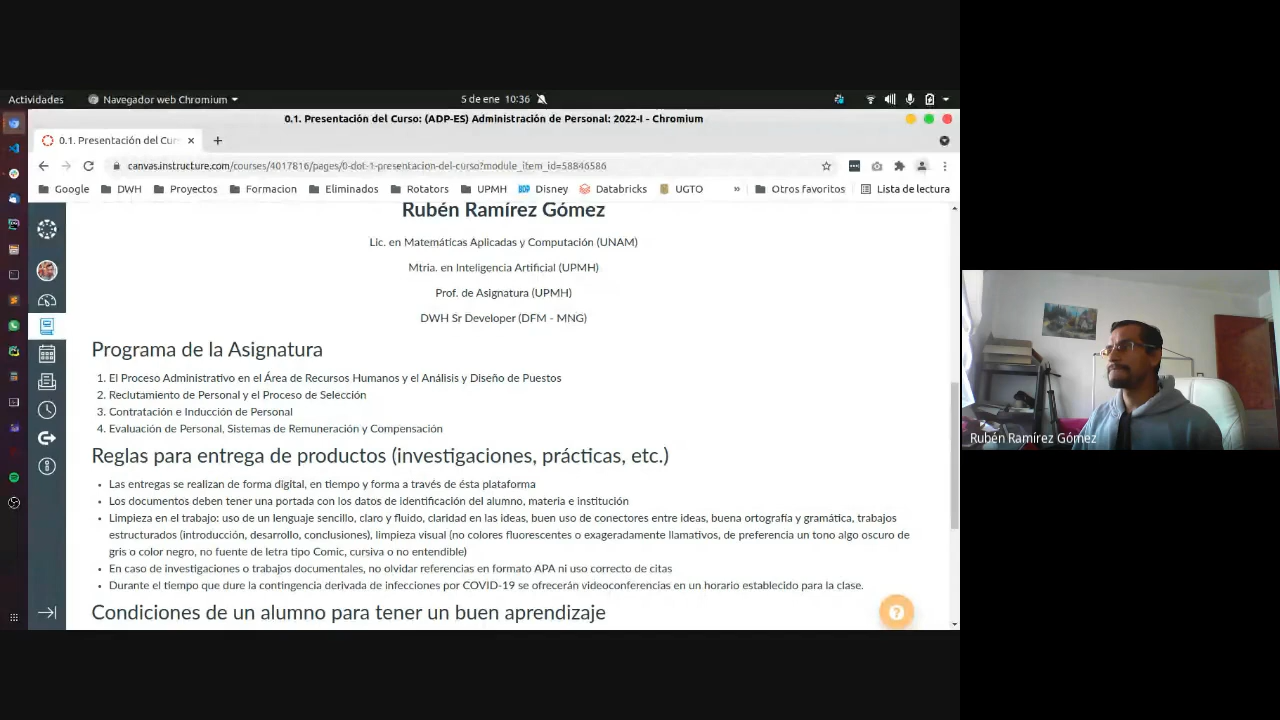 Actividades
Navegador web Chromium
5 de ene 10:36
0.1. Presentación del Curso: (ADP-ES) Administración de Personal: 2022-I - Chromium
0.1. Presentación del Cur
canvas.instructure.com/courses/4017816/pages/0-dot-1-presentacion-del-curso?module_item_id=58846586
Google DWH Proyectos Formacion Eliminados Rotators UPMH Disney Databricks UGTO » Otros favoritos Lista de lectura
Rubén Ramírez Gómez
Lic. en Matemáticas Aplicadas y Computación (UNAM)
Mtria. en Inteligencia Artificial (UPMH)
Prof. de Asignatura (UPMH)
DWH Sr Developer (DFM - MNG)
Programa de la Asignatura
1. El Proceso Administrativo en el Área de Recursos Humanos y el Análisis y Diseño de Puestos
2. Reclutamiento de Personal y el Proceso de Selección
3. Contratación e Inducción de Personal
4. Evaluación de Personal, Sistemas de Remuneración y Compensación
Reglas para entrega de productos (investigaciones, prácticas, etc.)
• Las entregas se realizan de forma digital, en tiempo y forma a través de ésta plataforma
• Los documentos deben tener una portada con los datos de identificación del alumno, materia e institución
• Limpieza en el trabajo: uso de un lenguaje sencillo, claro y fluido, claridad en las ideas, buen uso de conectores entre ideas, buena ortografía y gramática, trabajos
estructurados (introducción, desarrollo, conclusiones), limpieza visual (no colores fluorescentes o exageradamente llamativos, de preferencia un tono algo oscuro de
gris o color negro, no fuente de letra tipo Comic, cursiva o no entendible)
• En caso de investigaciones o trabajos documentales, no olvidar referencias en formato APA ni uso correcto de citas
• Durante el tiempo que dure la contingencia derivada de infecciones por COVID-19 se ofrecerán videoconferencias en un horario establecido para la clase.
Condiciones de un alumno para tener un buen aprendizaje
Rubén Ramírez Gómez